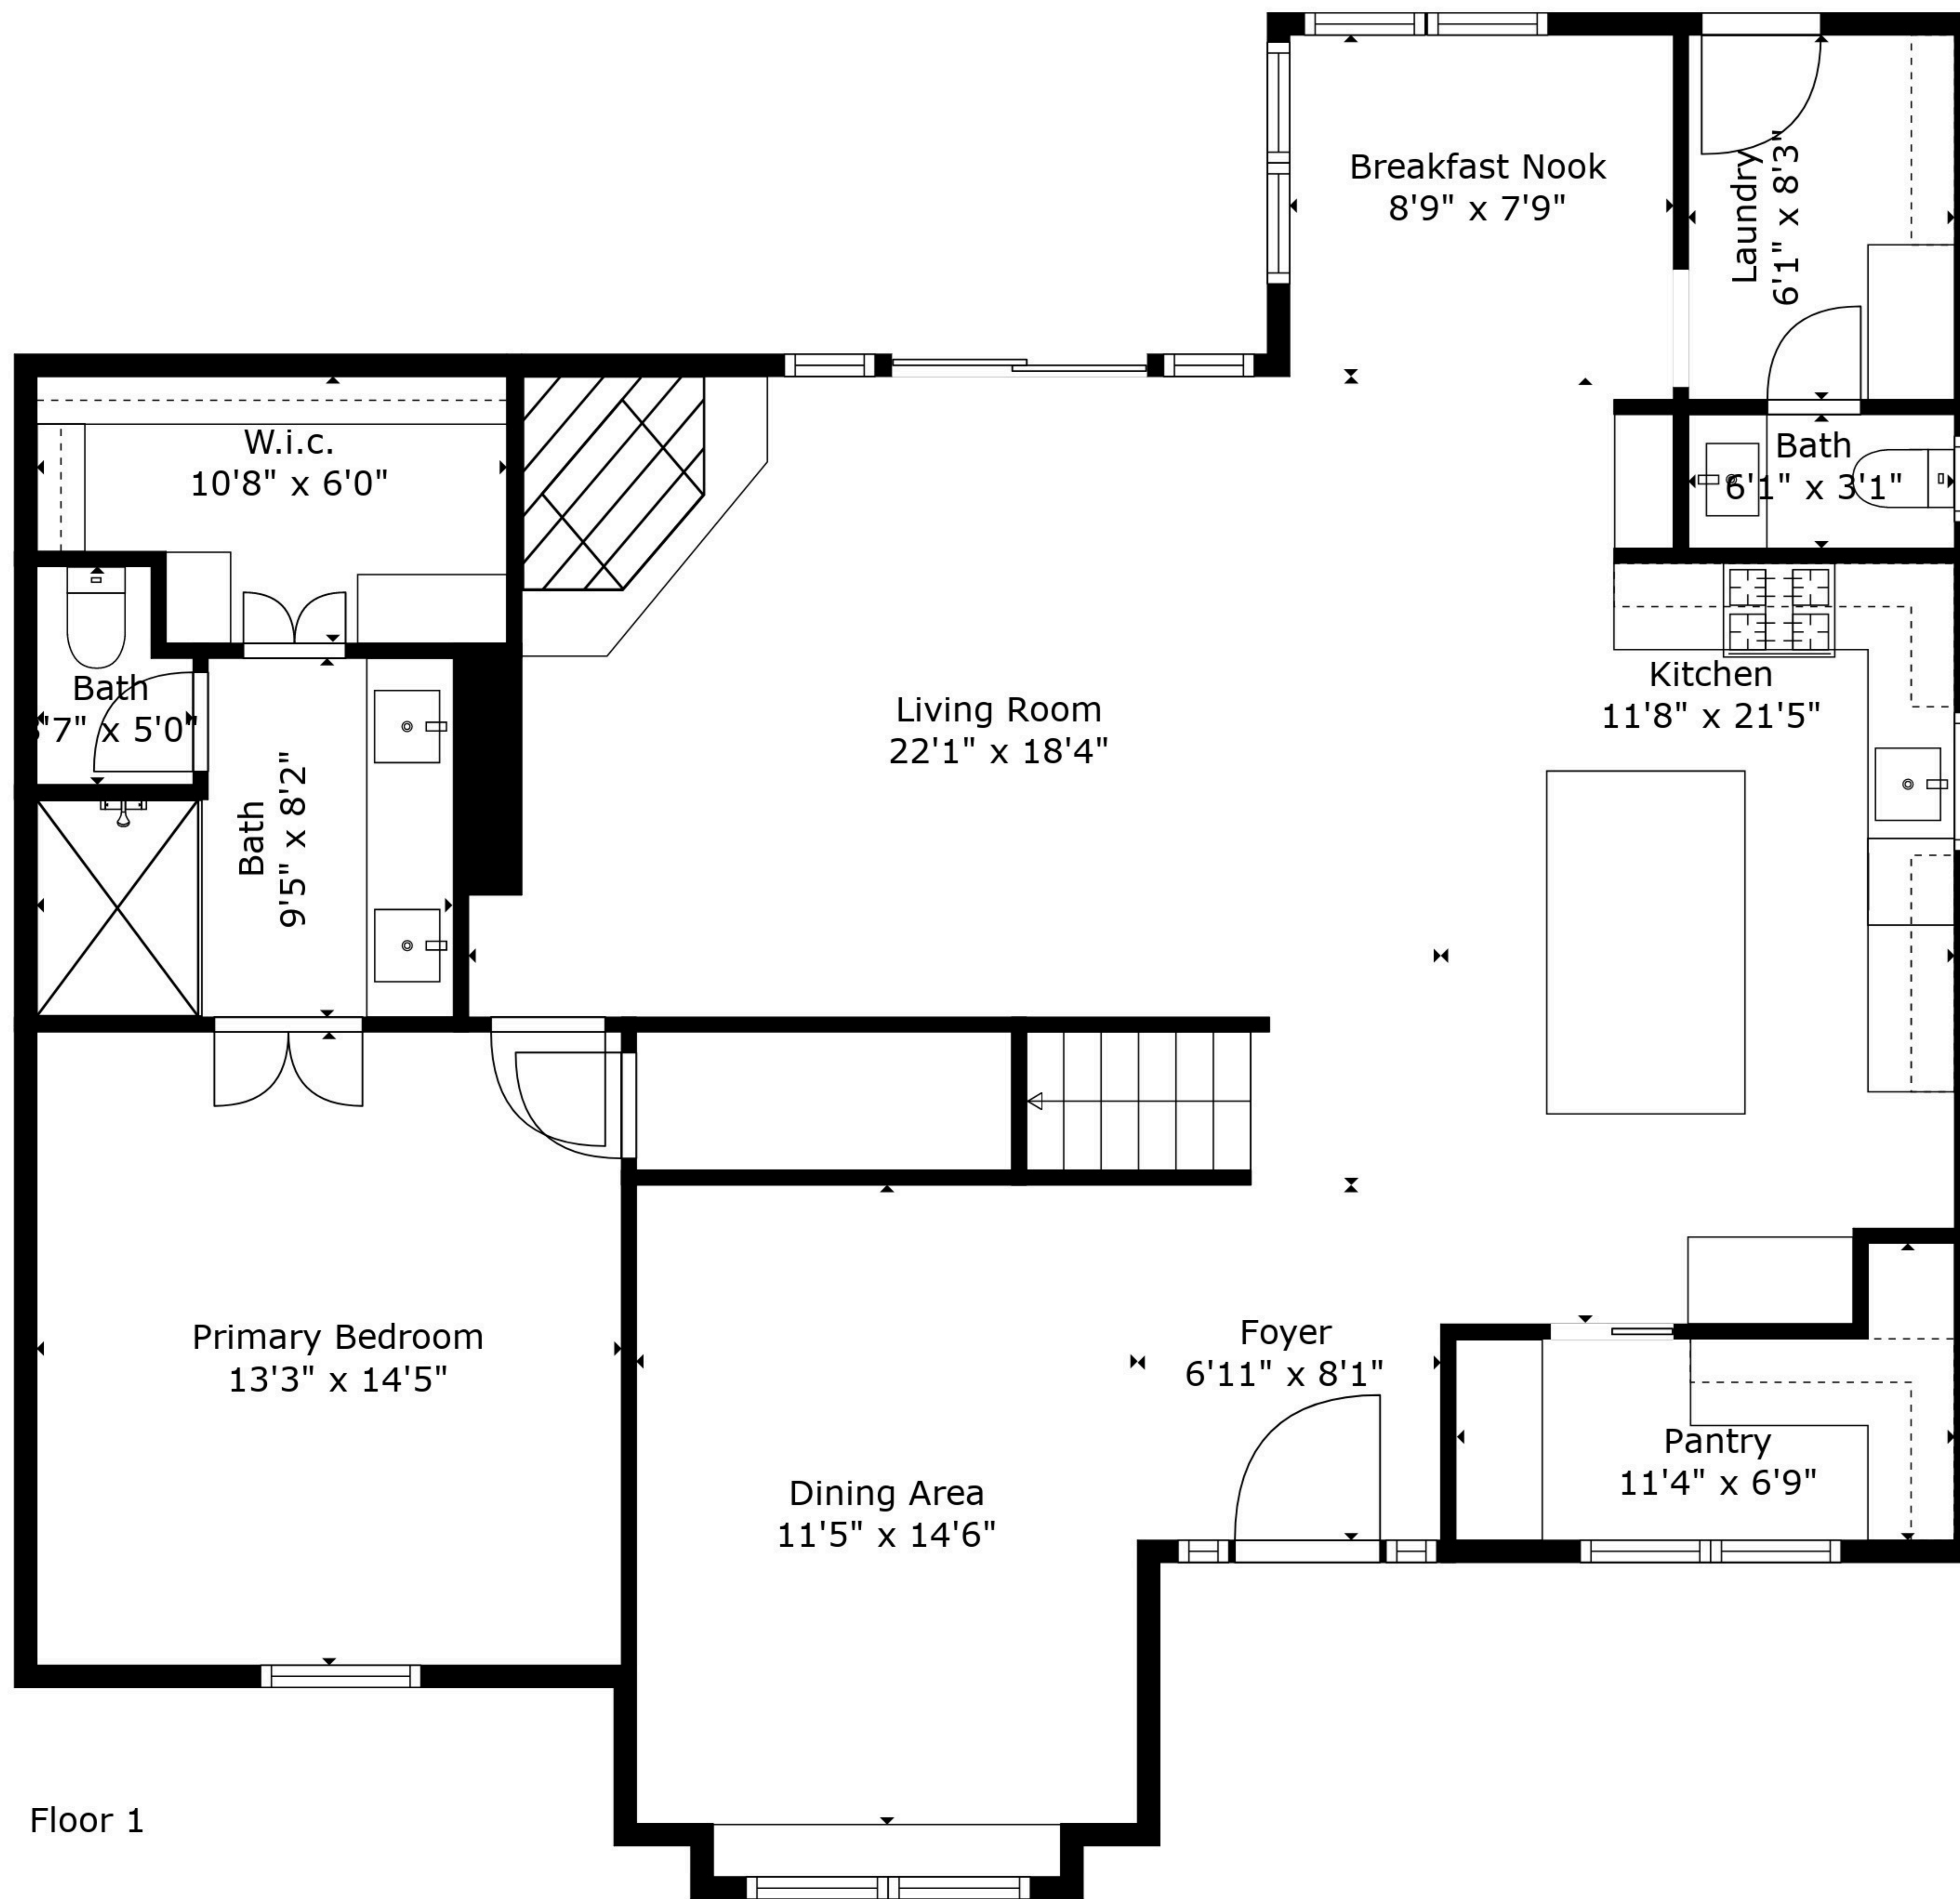 Breakfast Nook
8'9" x 7'9"
Laundry
6'1" x 8'3"
W.i.c.
10'8" x 6'0"
Bath
6'1" x 3'1"
Bath
'7" x 5'0"
Bath
9'5" x 8'2"
Living Room
22'1" x 18'4"
Kitchen
11'8" x 21'5"
Primary Bedroom
13'3" x 14'5"
Foyer
6'11" x 8'1"
Pantry
11'4" x 6'9"
Dining Area
11'5" x 14'6"
Floor 1